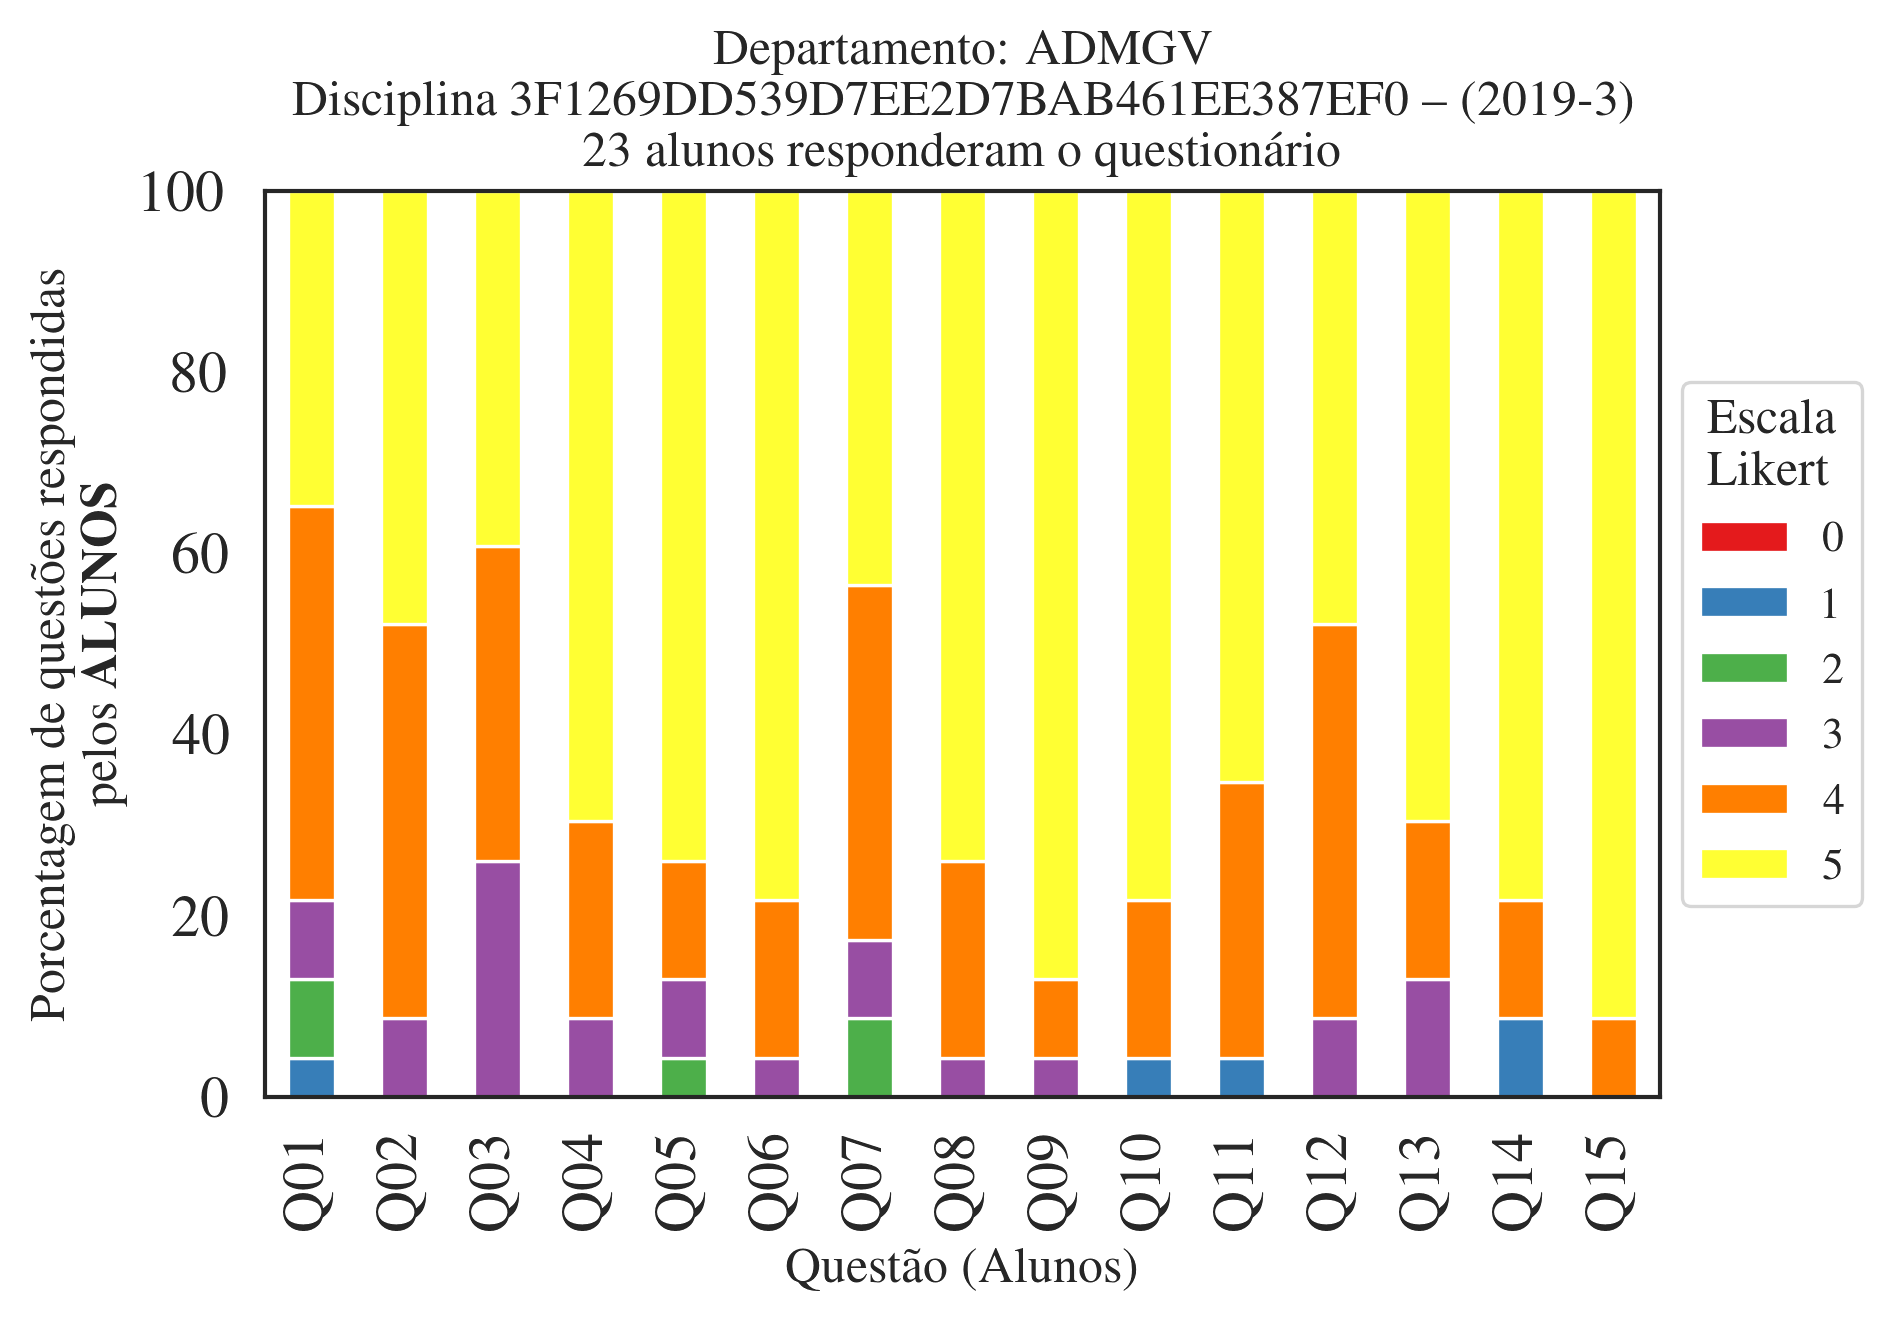 Departamento: ADMGV
Disciplina 3F1269DD539D7EE2D7BAB461EE387EF0 – (2019-3)
23 alunos responderam o questionário
Porcentagem de questões respondidas
pelos ALUNOS
100
80
60
40
20
0
Q01
Q02
Q03
Q04
Q05
Q06
Q07
Q08
Q09
Q10
Q11
Q12
Q13
Q14
Q15
Questão (Alunos)
Escala
Likert
0
1
2
3
4
5